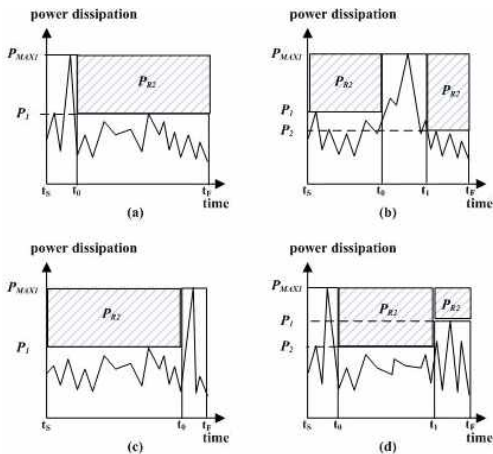 power dissipation
P_MAX1
P_R2
P_1
t_S t_0 t_F
time
(a)
power dissipation
P_MAX1
P_R2
P_R2
P_1
P_2
t_S t_0 t_1 t_F
time
(b)
power dissipation
P_MAX1
P_R2
P_1
t_S t_0 t_F
time
(c)
power dissipation
P_MAX1
P_R2
P_R2
P_1
P_2
t_S t_0 t_1 t_F
time
(d)